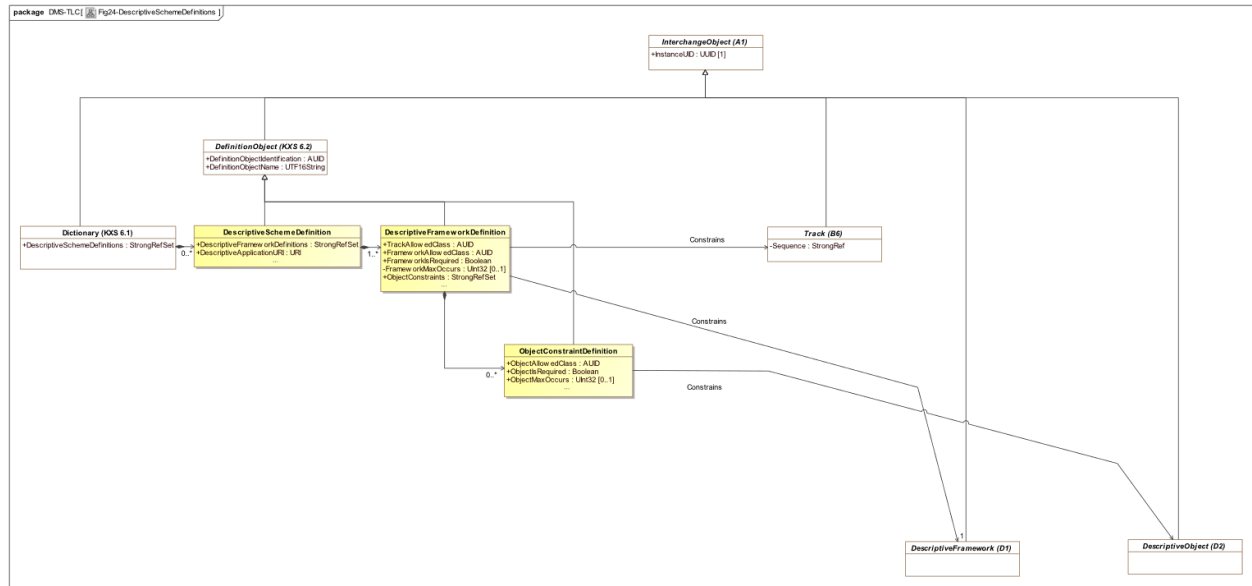 package DMS-TLC[ Fig24-DescriptiveSchemeDefinitions ]
InterchangeObject (A1)
+InstanceUID : UUID [1]
DefinitionObject (KXS 6.2)
+DefinitionObjectIdentification : AUID
+DefinitionObjectName : UTF16String
Dictionary (KXS 6.1)
+DescriptiveSchemeDefinitions : StrongRefSet
0..*
DescriptiveSchemeDefinition
+DescriptiveFrameworkDefinitions : StrongRefSet
+DescriptiveApplicationURI : URI
...
1..*
DescriptiveFrameworkDefinition
+TrackAllowedClass : AUID
+FrameworkAllowedClass : AUID
+FrameworkIsRequired : Boolean
-FrameworkMaxOccurs : UInt32 [0..1]
+ObjectConstraints : StrongRefSet
...
Constrains
Track (B6)
-Sequence : StrongRef
Constrains
0..*
ObjectConstraintDefinition
+ObjectAllowedClass : AUID
+ObjectIsRequired : Boolean
+ObjectMaxOccurs : UInt32 [0..1]
...
Constrains
1
DescriptiveFramework (D1)
DescriptiveObject (D2)